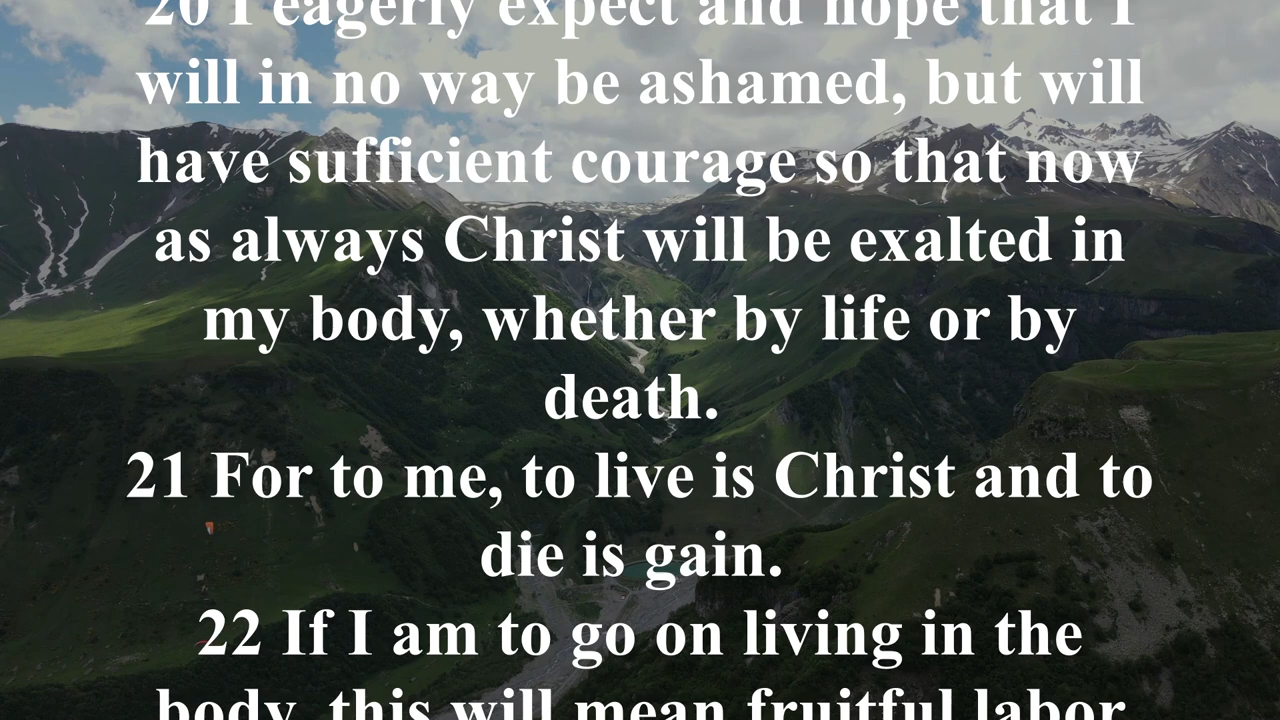 20 I eagerly expect and hope that I
will in no way be ashamed, but will
have sufficient courage so that now
as always Christ will be exalted in
my body, whether by life or by
death.
21 For to me, to live is Christ and to
die is gain.
22 If I am to go on living in the
body, this will mean fruitful labor